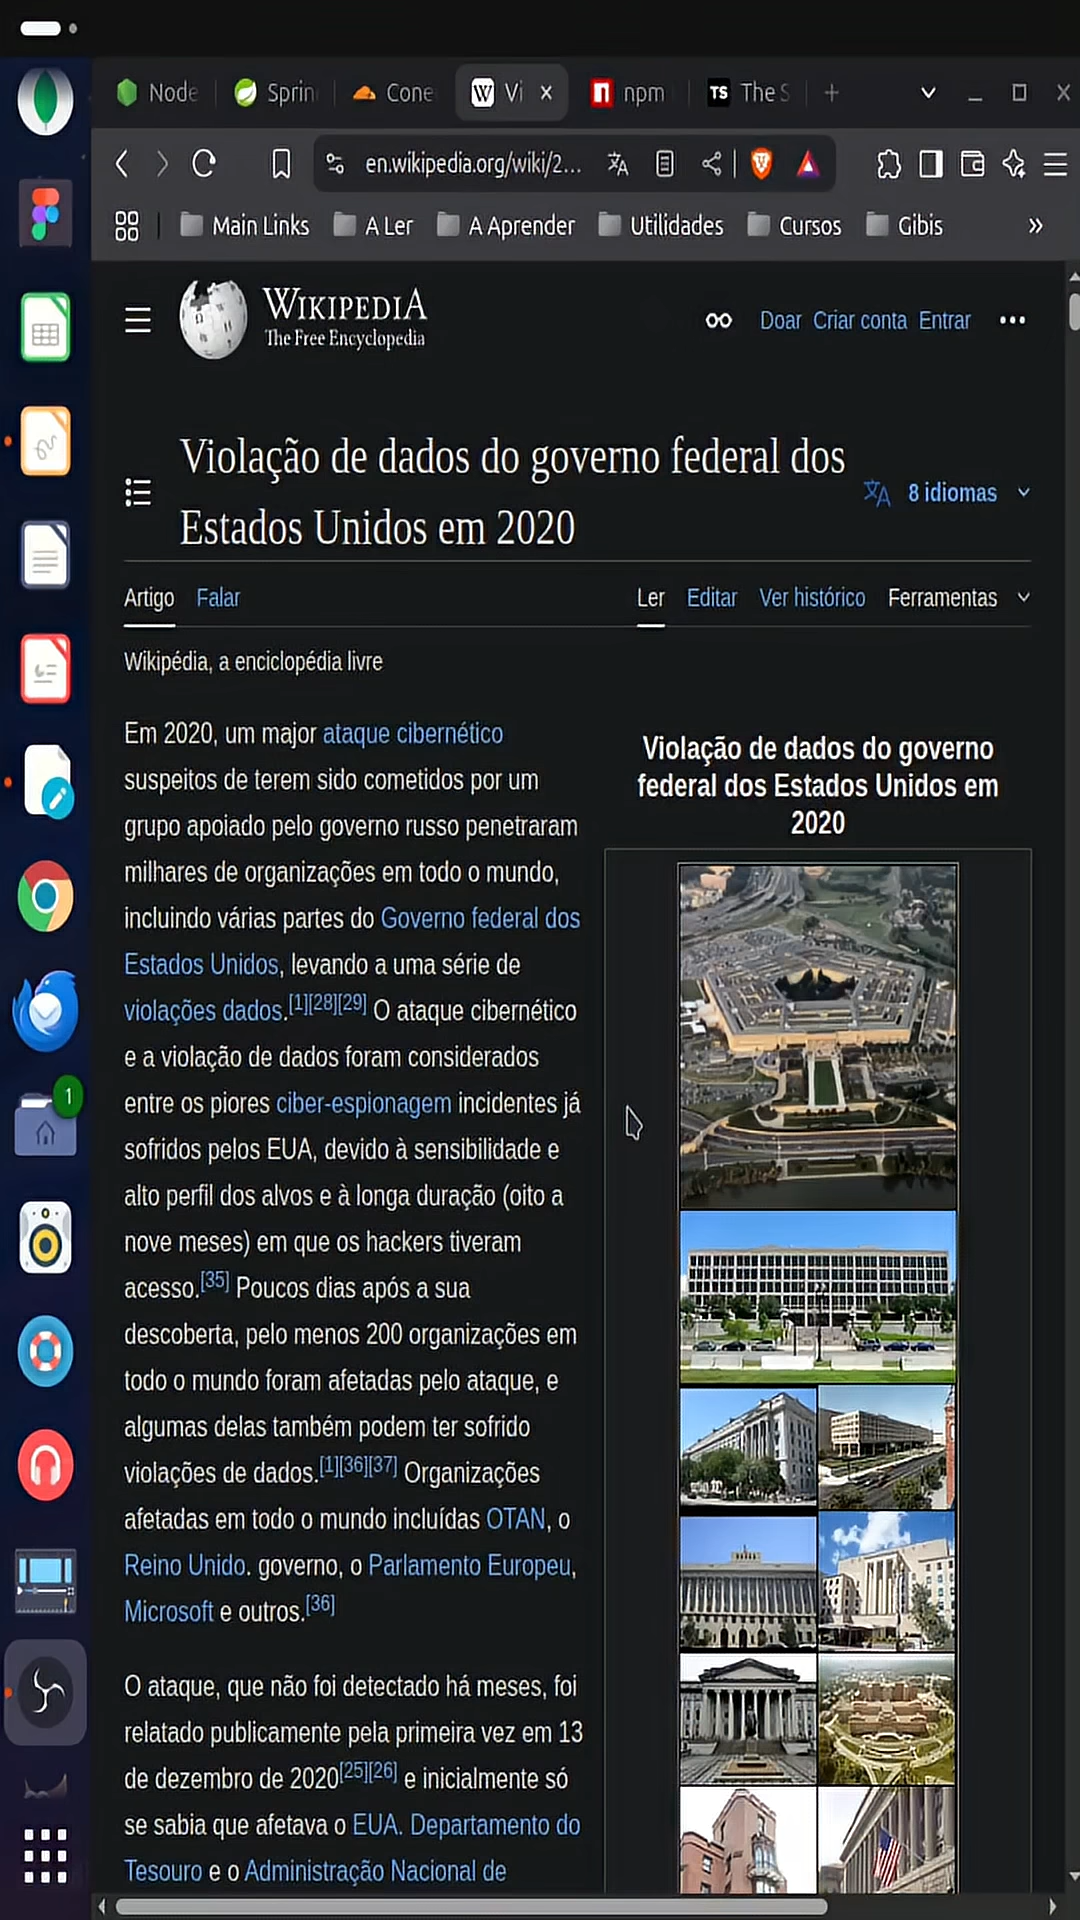 Node
Sprin
Cone
Vi
npm
TS The S
en.wikipedia.org/wiki/2...
Main Links
A Ler
A Aprender
Utilidades
Cursos
Gibis
WIKIPEDIA
The Free Encyclopedia
Doar Criar conta Entrar
Violação de dados do governo federal dos
Estados Unidos em 2020
8 idiomas
Artigo Falar
Ler Editar Ver histórico Ferramentas
Wikipédia, a enciclopédia livre
Em 2020, um major ataque cibernético
suspeitos de terem sido cometidos por um
grupo apoiado pelo governo russo penetraram
milhares de organizações em todo o mundo,
incluindo várias partes do Governo federal dos
Estados Unidos, levando a uma série de
violações dados.[1][28][29] O ataque cibernético
e a violação de dados foram considerados
entre os piores ciber-espionagem incidentes já
sofridos pelos EUA, devido à sensibilidade e
alto perfil dos alvos e à longa duração (oito a
nove meses) em que os hackers tiveram
acesso.[35] Poucos dias após a sua
descoberta, pelo menos 200 organizações em
todo o mundo foram afetadas pelo ataque, e
algumas delas também podem ter sofrido
violações de dados.[1][36][37] Organizações
afetadas em todo o mundo incluídas OTAN, o
Reino Unido. governo, o Parlamento Europeu,
Microsoft e outros.[36]
O ataque, que não foi detectado há meses, foi
relatado publicamente pela primeira vez em 13
de dezembro de 2020[25][26] e inicialmente só
se sabia que afetava o EUA. Departamento do
Tesouro e o Administração Nacional de
Violação de dados do governo
federal dos Estados Unidos em
2020
1